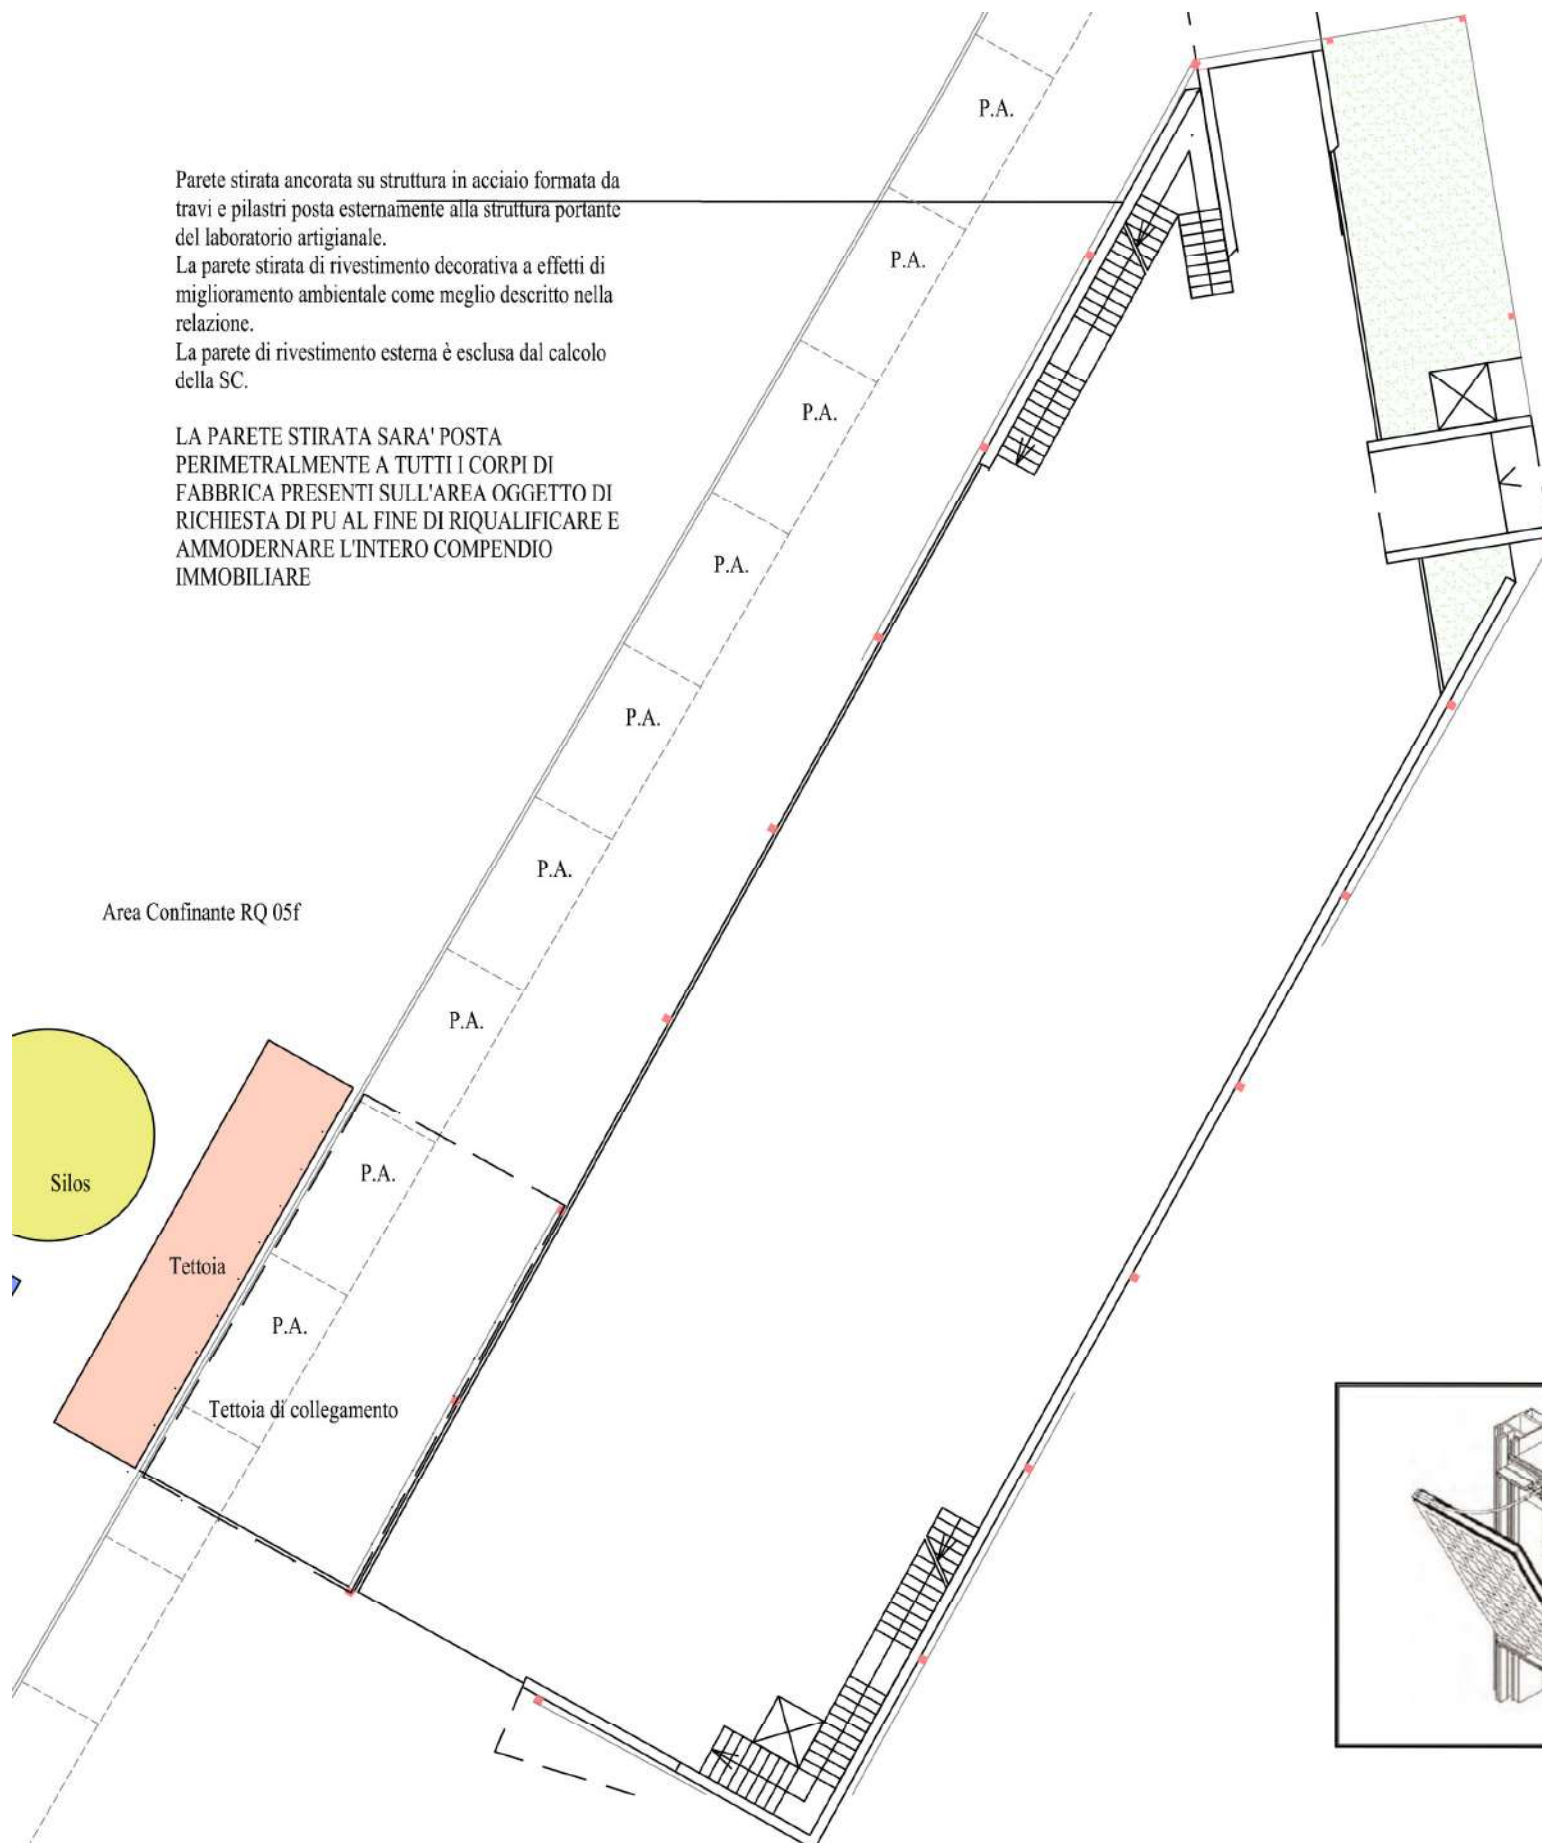 Parete stirata ancorata su struttura in acciaio formata da
travi e pilastri posta esternamente alla struttura portante
del laboratorio artigianale.
La parete stirata di rivestimento decorativa a effetti di
miglioramento ambientale come meglio descritto nella
relazione.
La parete di rivestimento esterna è esclusa dal calcolo
della SC.
LA PARETE STIRATA SARA' POSTA
PERIMETRALMENTE A TUTTI I CORPI DI
FABBRICA PRESENTI SULL'AREA OGGETTO DI
RICHIESTA DI PU AL FINE DI RIQUALIFICARE E
AMMODERNARE L'INTERO COMPENDIO
IMMOBILIARE
P.A.
P.A.
P.A.
P.A.
P.A.
P.A.
Area Confinante RQ 05f
P.A.
P.A.
Silos
Tettoia
P.A.
Tettoia di collegamento